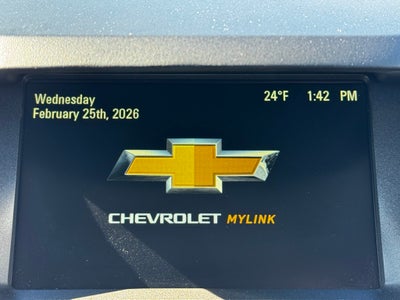 Wednesday
February 25th, 2026
24°F 1:42 PM
CHEVROLET MYLINK